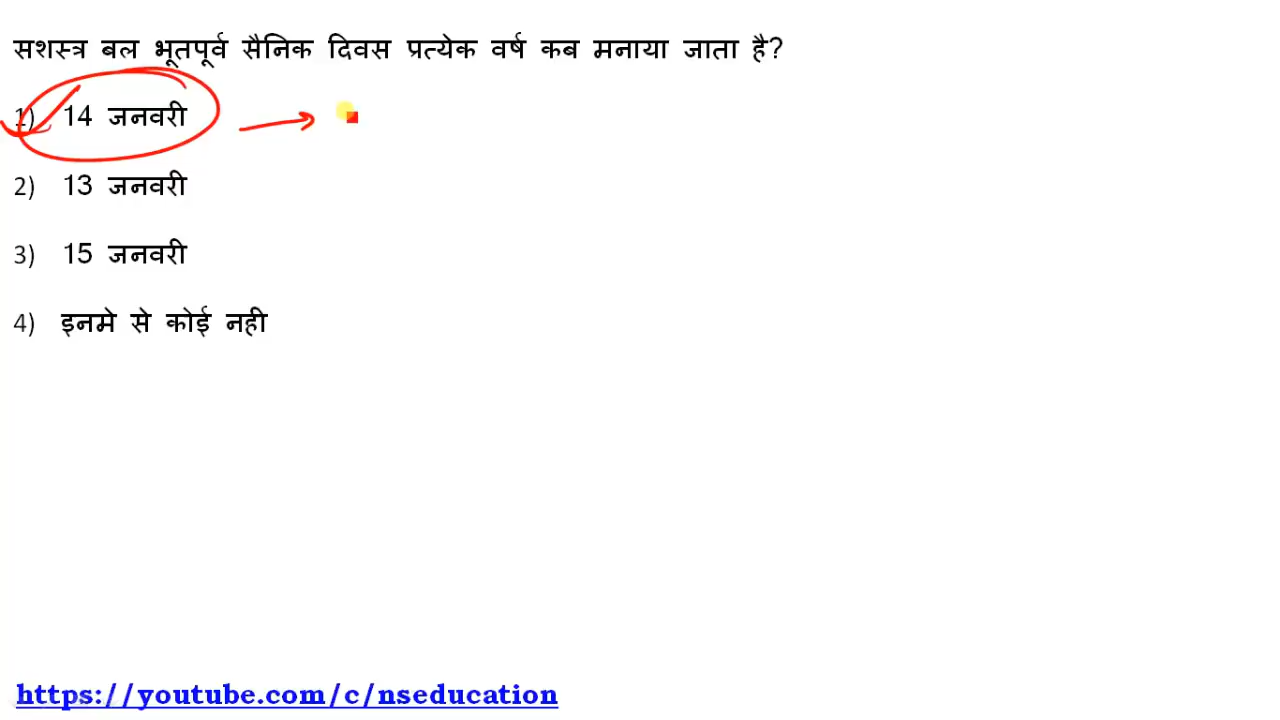 सशस्त्र बल भूतपूर्व सैनिक दिवस प्रत्येक वर्ष कब मनाया जाता है?
1) 14 जनवरी
2) 13 जनवरी
3) 15 जनवरी
4) इनमे से कोई नही
https://youtube.com/c/nseducation